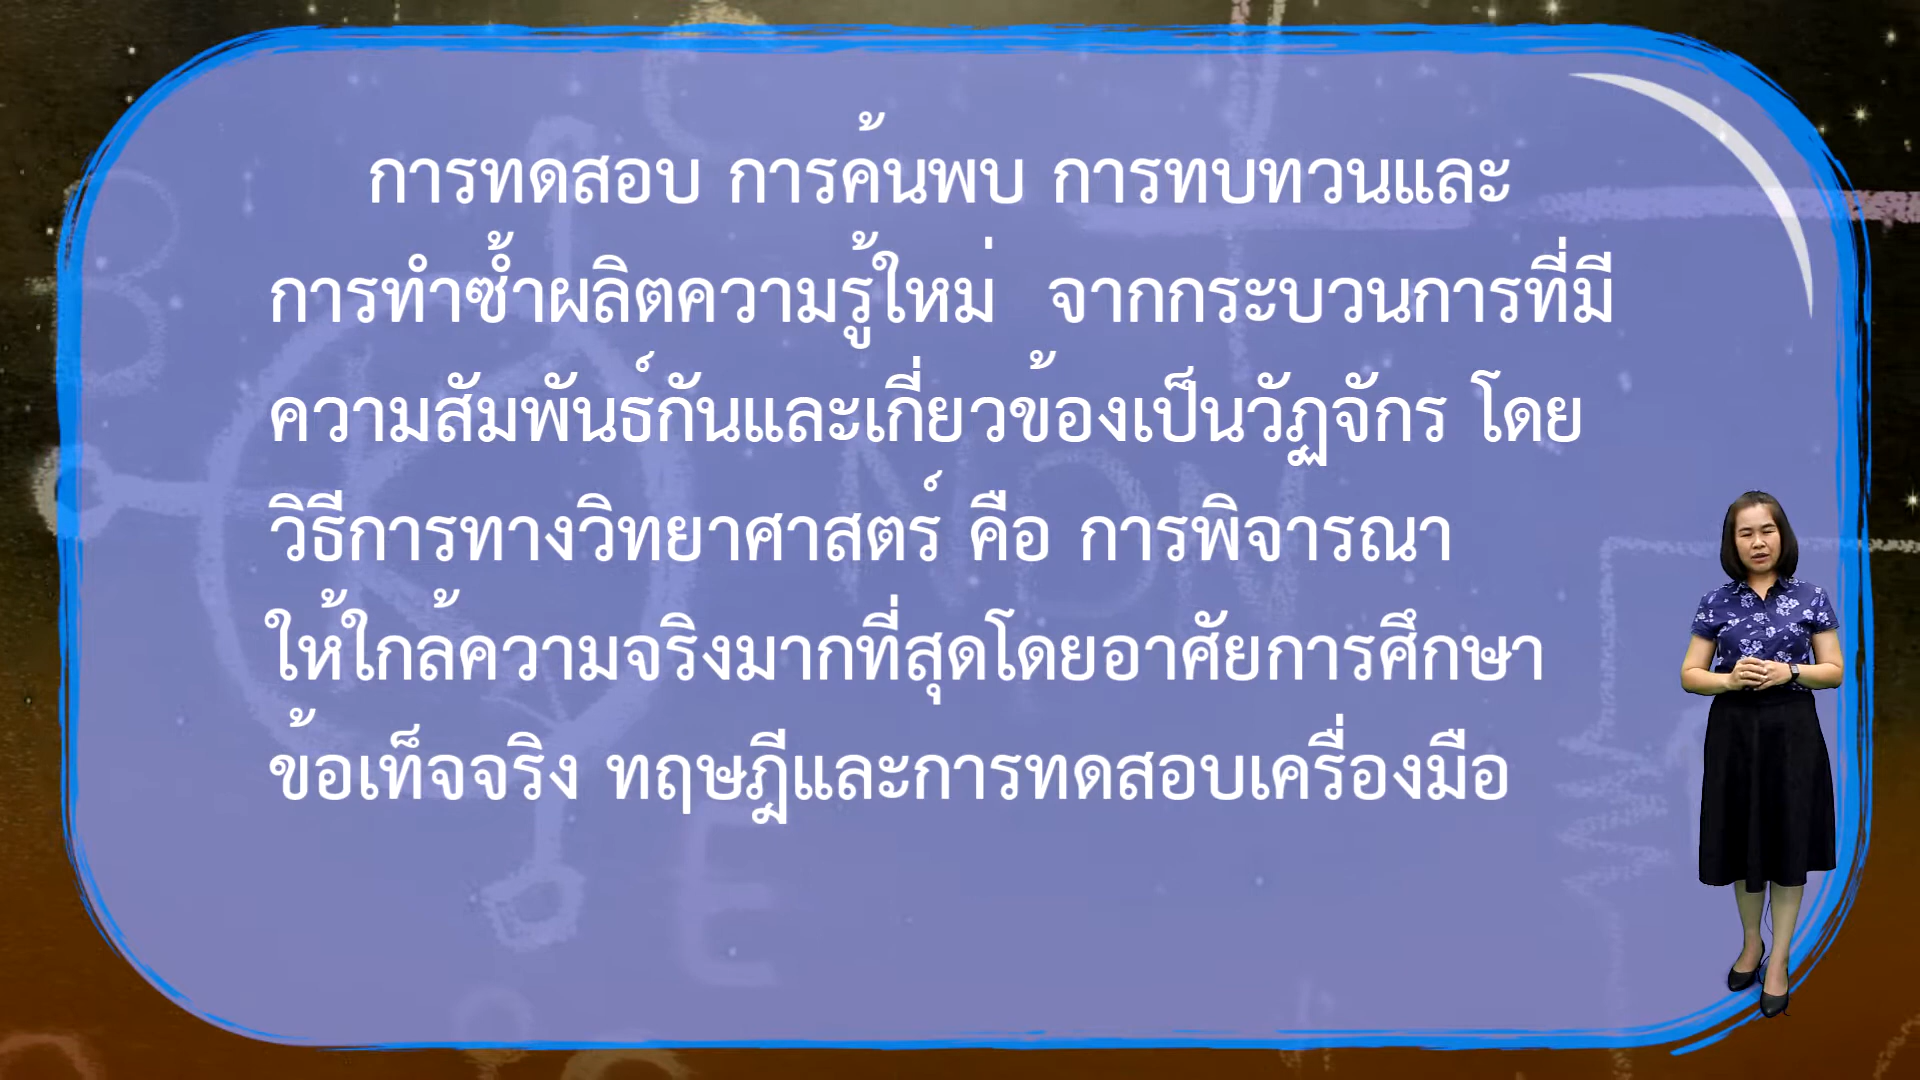 การทดสอบ การค้นพบ การทบทวนและ
การทำซ้ำผลิตความรู้ใหม่ จากกระบวนการที่มี
ความสัมพันธ์กันและเกี่ยวข้องเป็นวัฏจักร โดย
วิธีการทางวิทยาศาสตร์ คือ การพิจารณา
ให้ใกล้ความจริงมากที่สุดโดยอาศัยการศึกษา
ข้อเท็จจริง ทฤษฎีและการทดสอบเครื่องมือ